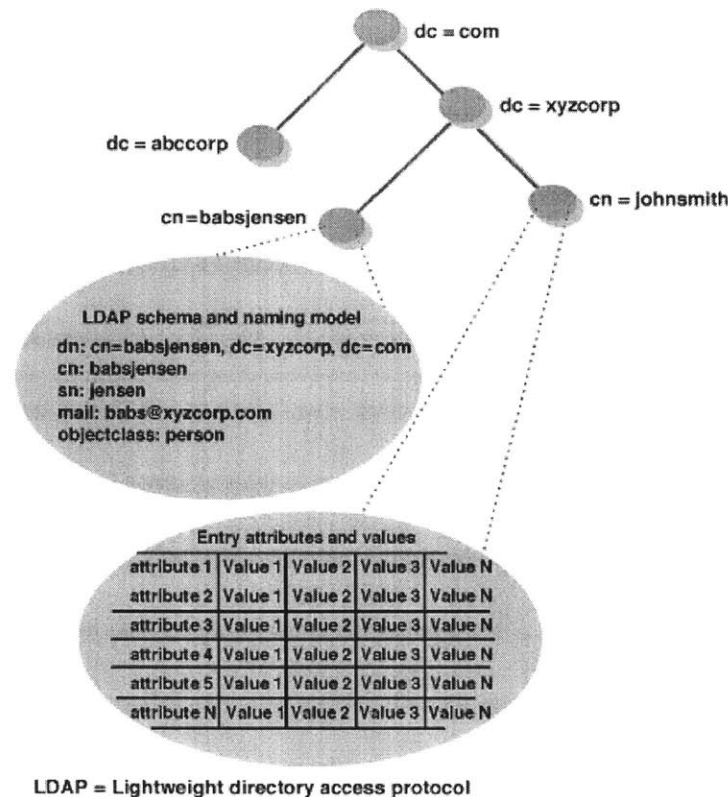 dc = com
dc = xyzcorp
dc = abccorp
cn=babsjensen
cn = johnsmith
LDAP schema and naming model
dn: cn=babsjensen, dc=xyzcorp, dc=com
cn: babsjensen
sn: jensen
mail: babs@xyzcorp.com
objectclass: person
Entry attributes and values
attribute 1 Value 1 Value 2 Value 3 Value N
attribute 2 Value 1 Value 2 Value 3 Value N
attribute 3 Value 1 Value 2 Value 3 Value N
attribute 4 Value 1 Value 2 Value 3 Value N
attribute 5 Value 1 Value 2 Value 3 Value N
attribute N Value 1 Value 2 Value 3 Value N
LDAP = Lightweight directory access protocol